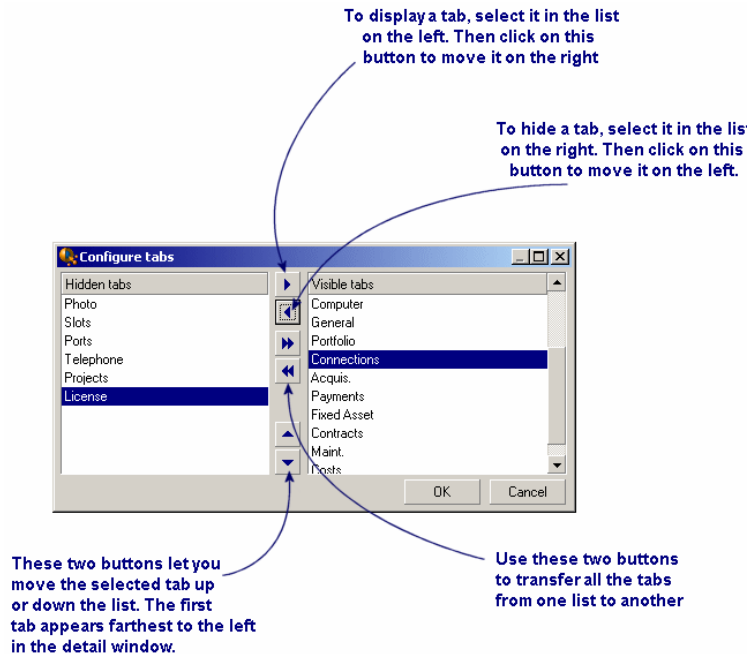 To display a tab, select it in the list
on the left. Then click on this
button to move it on the right
To hide a tab, select it in the list
on the right. Then click on this
button to move it on the left.
Configure tabs
Hidden tabs
Photo
Slots
Ports
Telephone
Projects
License
Visible tabs
Computer
General
Portfolio
Connections
Acquis.
Payments
Fixed Asset
Contracts
Maint.
Costs
OK
Cancel
These two buttons let you
move the selected tab up
or down the list. The first
tab appears farthest to the left
in the detail window.
Use these two buttons
to transfer all the tabs
from one list to another